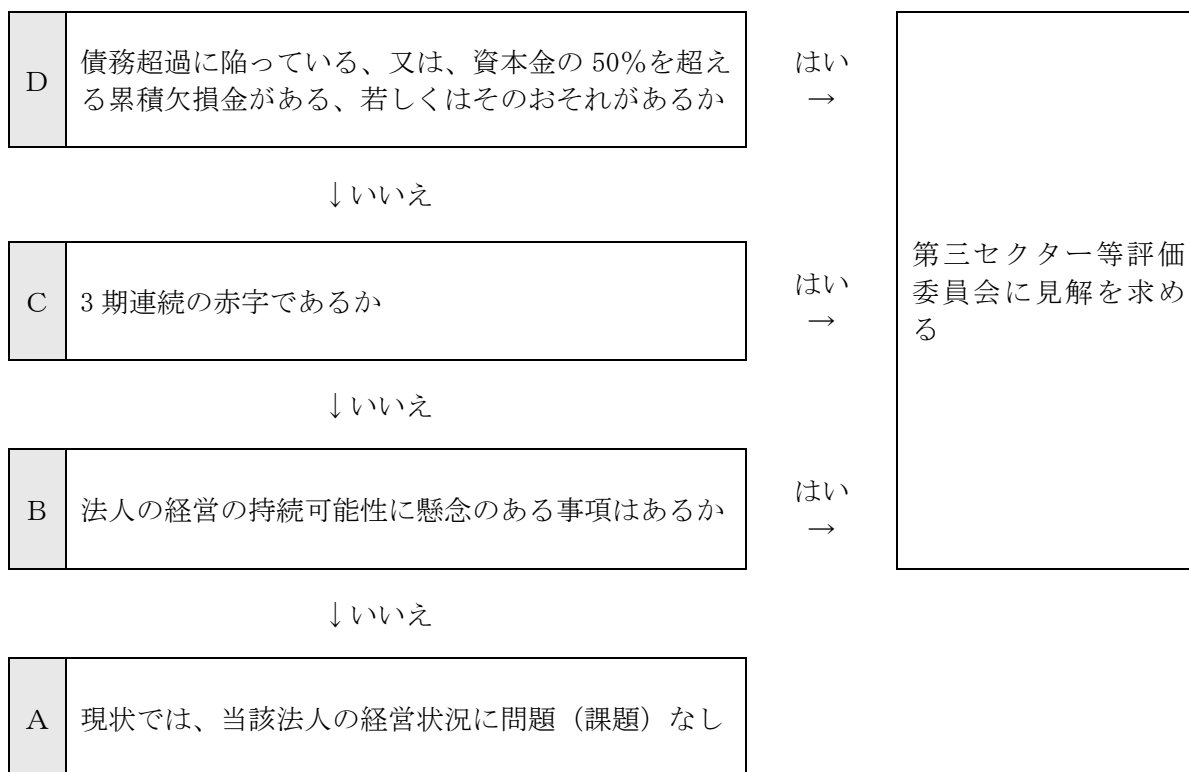 D
債務超過に陥っている、又は、資本金の 50%を超え
る累積欠損金がある、若しくはそのおそれがあるか
はい
→
↓いいえ
C
3 期連続の赤字であるか
はい
→
↓いいえ
B
法人の経営の持続可能性に懸念のある事項はあるか
はい
→
↓いいえ
A
現状では、当該法人の経営状況に問題（課題）なし
第三セクター等評価
委員会に見解を求め
る